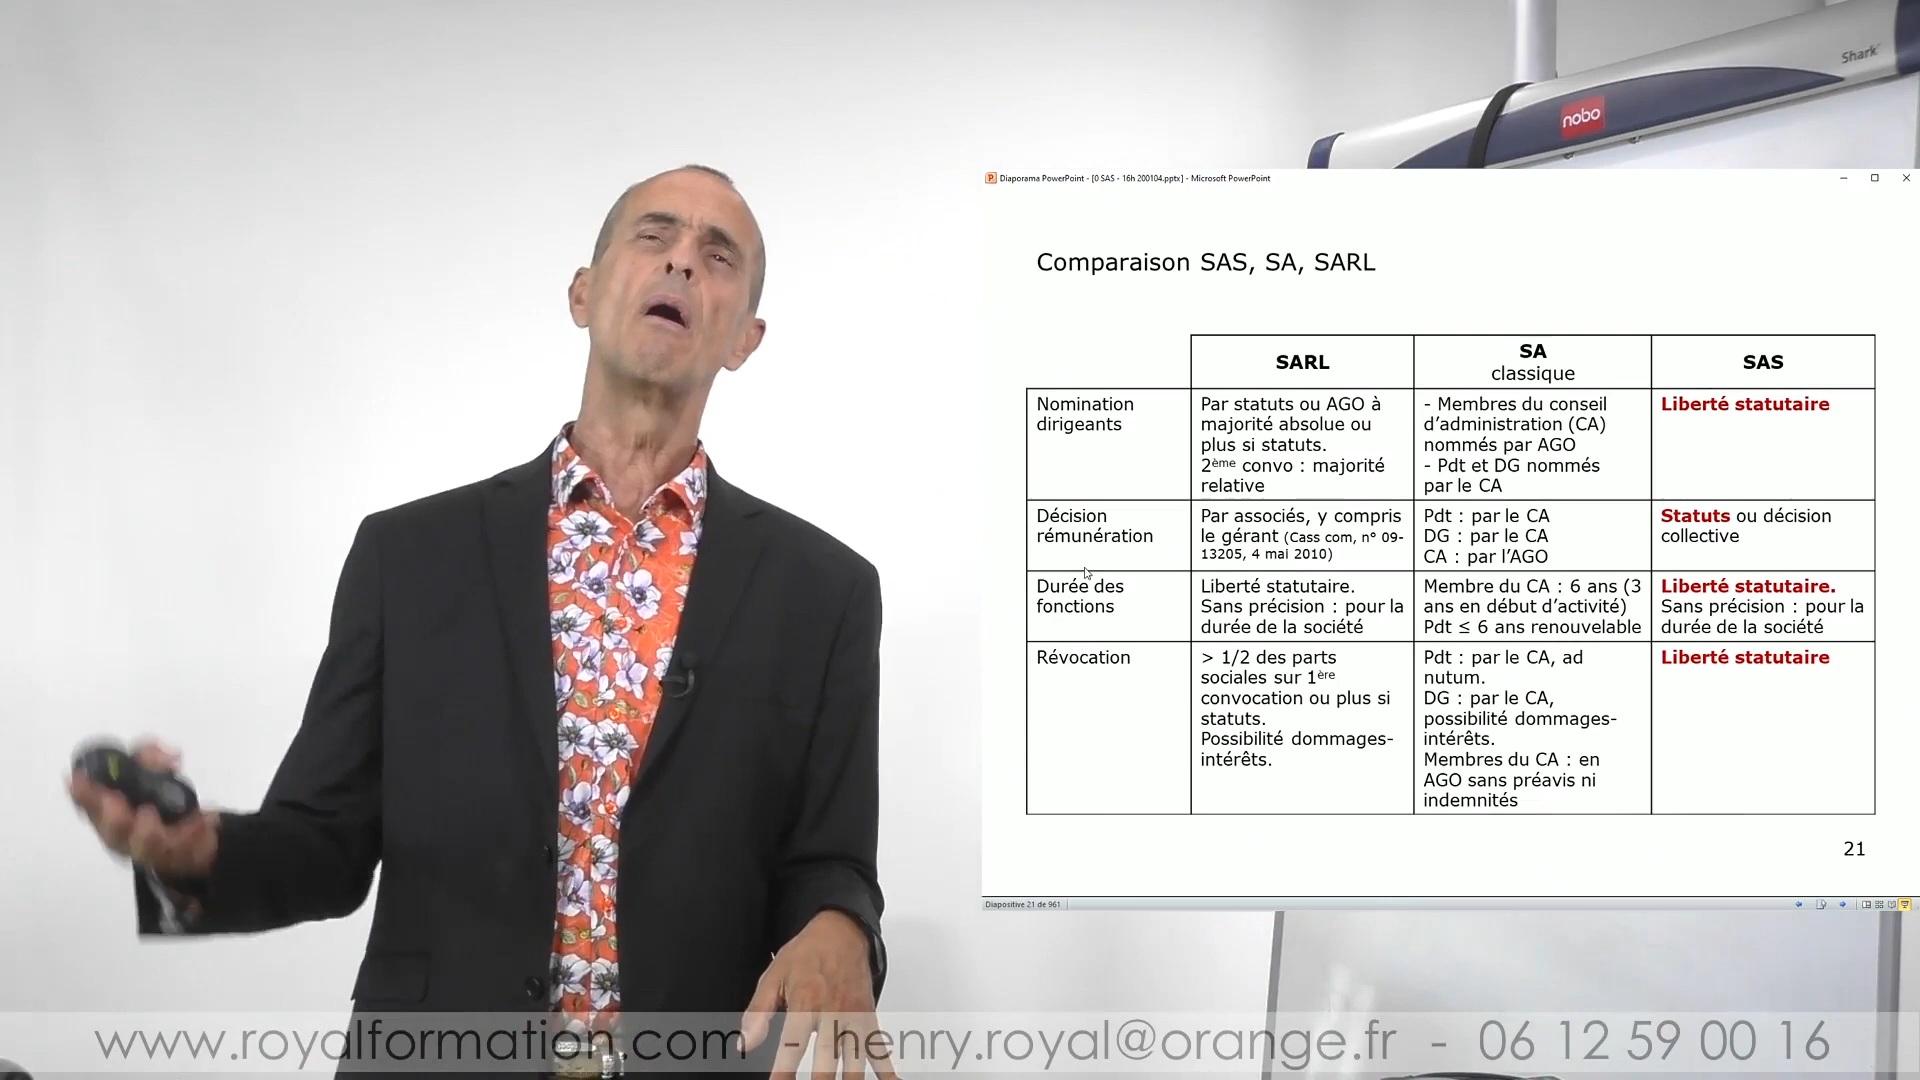 Shark
nobo
Diaporama PowerPoint - [0 SAS - 16h 200104.pptx] - Microsoft PowerPoint
Comparaison SAS, SA, SARL
SARL
SA
classique
SAS
Nomination
dirigeants
Par statuts ou AGO à
majorité absolue ou
plus si statuts.
2ème convo : majorité
relative
- Membres du conseil
d’administration (CA)
nommés par AGO
- Pdt et DG nommés
par le CA
Liberté statutaire
Décision
rémunération
Par associés, y compris
le gérant (Cass com, n° 09-
13205, 4 mai 2010)
Pdt : par le CA
DG : par le CA
CA : par l’AGO
Statuts ou décision
collective
Durée des
fonctions
Liberté statutaire.
Sans précision : pour la
durée de la société
Membre du CA : 6 ans (3
ans en début d’activité)
Pdt ≤ 6 ans renouvelable
Liberté statutaire.
Sans précision : pour la
durée de la société
Révocation
> 1/2 des parts
sociales sur 1ère
convocation ou plus si
statuts.
Possibilité dommages-
intérêts.
Pdt : par le CA, ad
nutum.
DG : par le CA,
possibilité dommages-
intérêts.
Membres du CA : en
AGO sans préavis ni
indemnités
Liberté statutaire
21
Diapositive 21 de 961
www.royalformation.com - henry.royal@orange.fr - 06 12 59 00 16